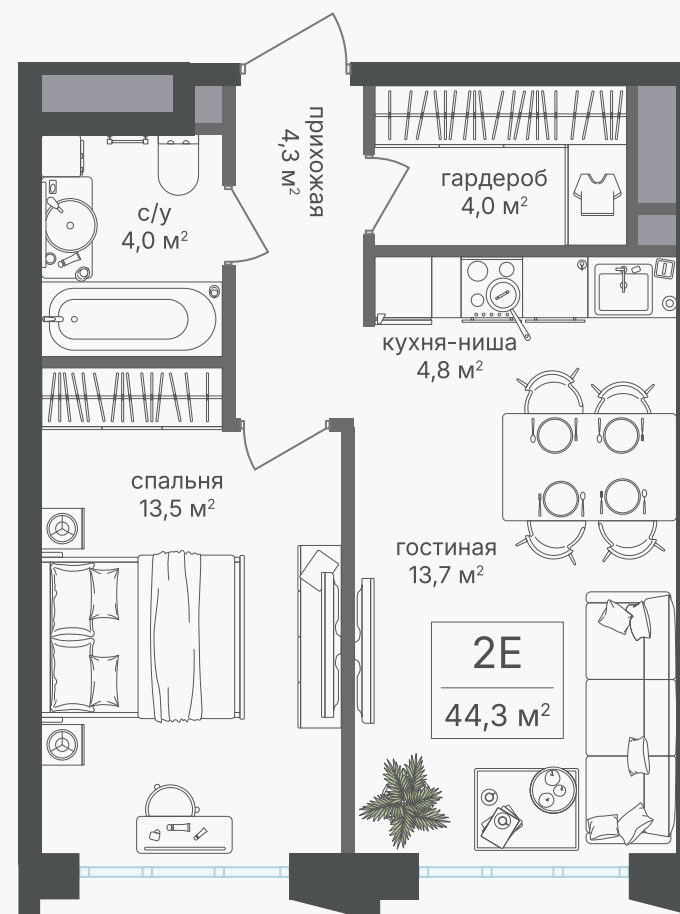 прихожая
4,3 м²
гардероб
4,0 м²
с/у
4,0 м²
кухня-ниша
4,8 м²
спальня
13,5 м²
гостиная
13,7 м²
2Е
44,3 м²